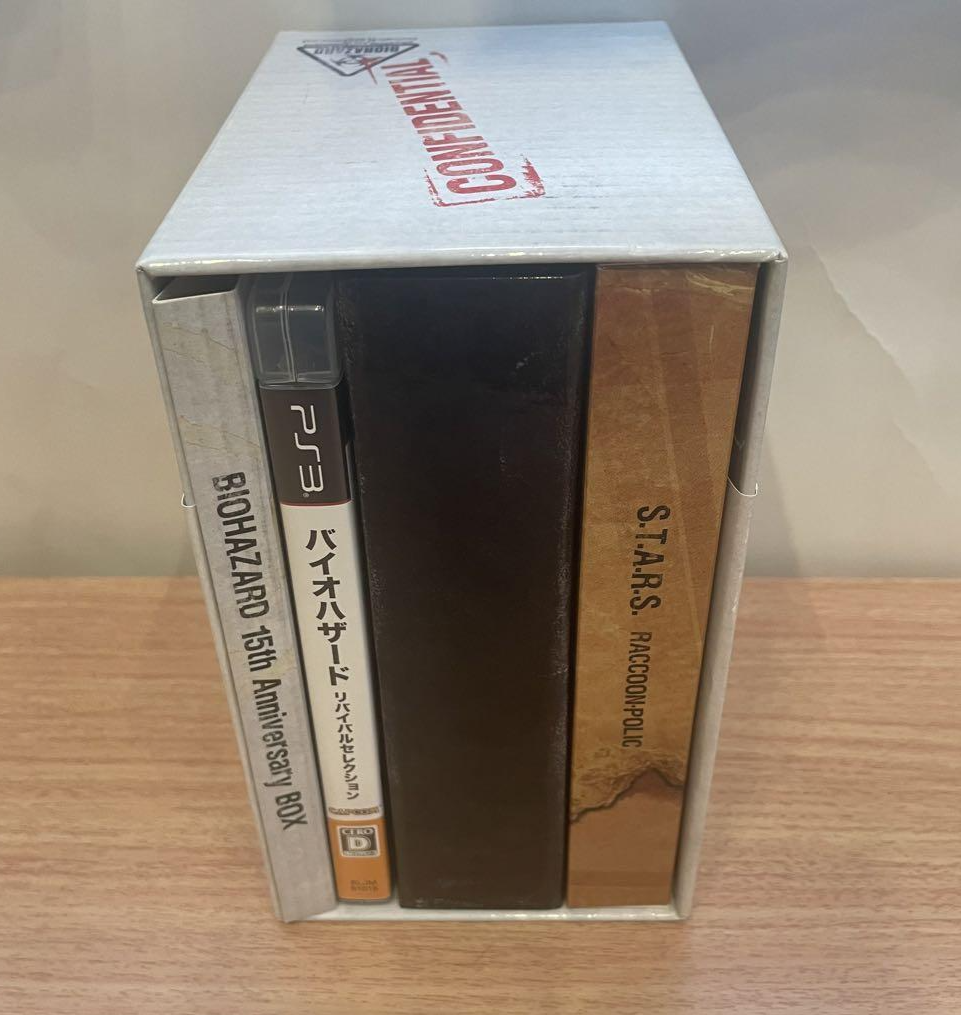 BIOHAZARD
CONFIDENTIAL
BIOHAZARD 15th Anniversary BOX
PS3
バイオハザード リバイバルセレクション
CAPCOM
CERO
D
BLJM
S.T.A.R.S. RACCOON·POLIC